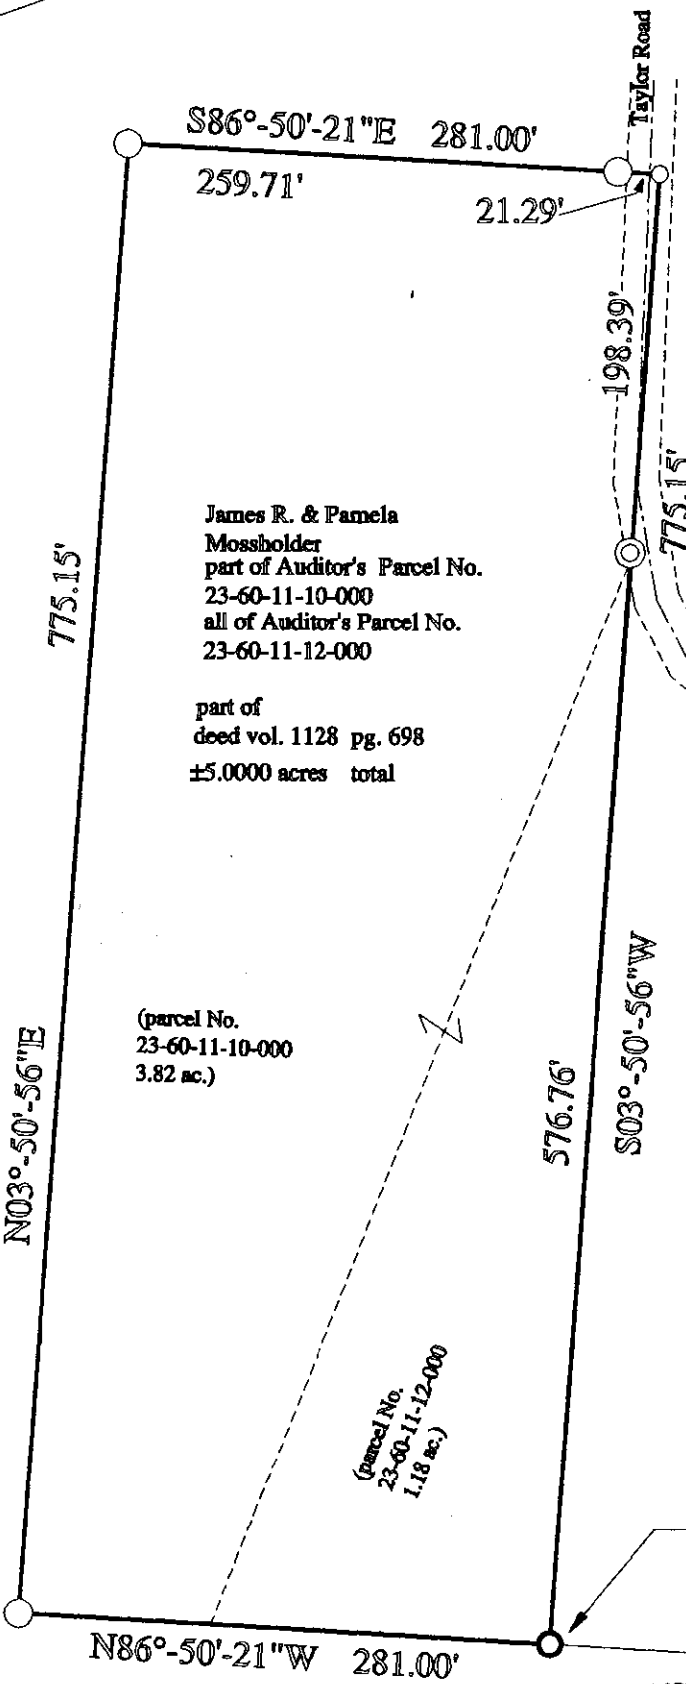 Taylor Road
S86°-50'-21"E 281.00'
259.71'
21.29'
198.39'
775.15'
775.15'
James R. & Pamela
Mossholder
part of Auditor's Parcel No.
23-60-11-10-000
all of Auditor's Parcel No.
23-60-11-12-000
part of
deed vol. 1128 pg. 698
±5.0000 acres total
(parcel No.
23-60-11-10-000
3.82 ac.)
N03°-50'-56"E
576.76'
S03°-50'-56"W
(parcel No.
23-60-11-12-000
1.18 ac.)
N86°-50'-21"W 281.00'